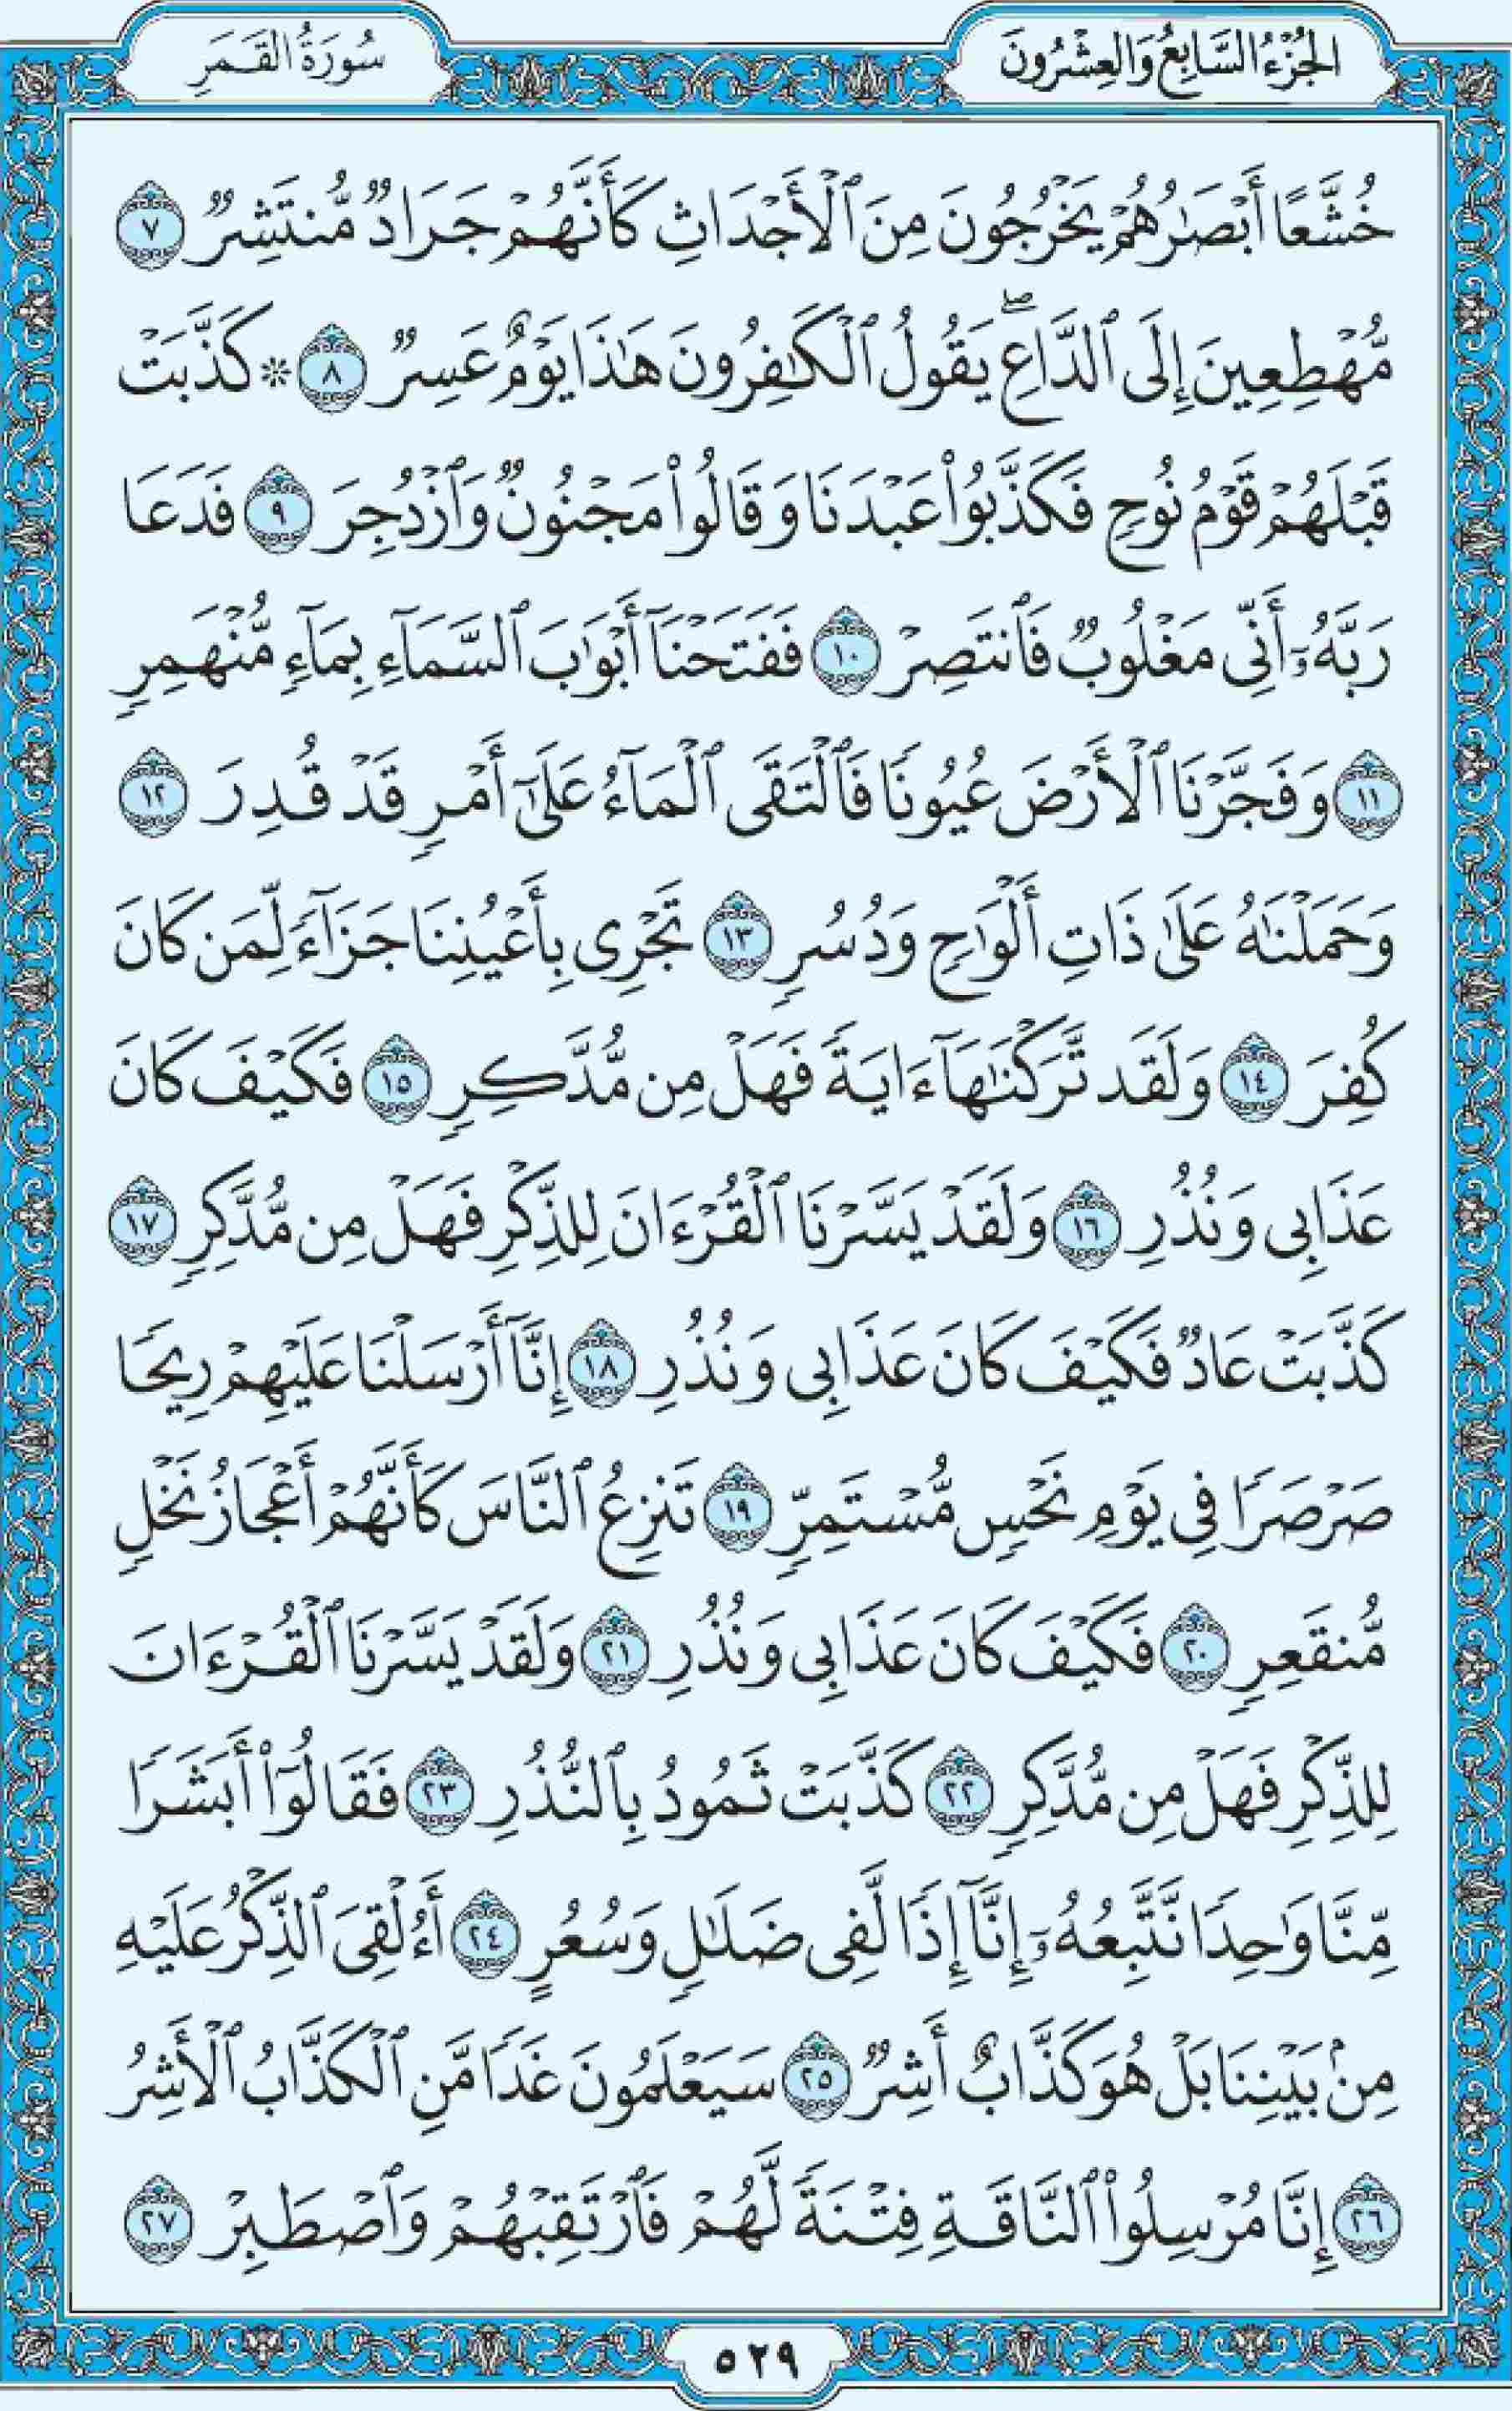 الجُزْءُ السَّابِعُ وَالعِشْرُونَ
سُورَةُ القَمَرِ
خُشَّعًا أَبۡصَٰرُهُمۡ يَخۡرُجُونَ مِنَ ٱلۡأَجۡدَاثِ كَأَنَّهُمۡ جَرَادٞ مُّنتَشِرٞ ٧
مُّهۡطِعِينَ إِلَى ٱلدَّاعِۖ يَقُولُ ٱلۡكَٰفِرُونَ هَٰذَا يَوۡمٌ عَسِرٞ ٨ ۞كَذَّبَتۡ
قَبۡلَهُمۡ قَوۡمُ نُوحٖ فَكَذَّبُواْ عَبۡدَنَا وَقَالُواْ مَجۡنُونٞ وَٱزۡدُجِرَ ٩ فَدَعَا
رَبَّهُۥٓ أَنِّي مَغۡلُوبٞ فَٱنتَصِرۡ ١٠ فَفَتَحۡنَآ أَبۡوَٰبَ ٱلسَّمَآءِ بِمَآءٖ مُّنۡهَمِرٖ
١١ وَفَجَّرۡنَا ٱلۡأَرۡضَ عُيُونٗا فَٱلۡتَقَى ٱلۡمَآءُ عَلَىٰٓ أَمۡرٖ قَدۡ قُدِرَ ١٢
وَحَمَلۡنَٰهُ عَلَىٰ ذَاتِ أَلۡوَٰحٖ وَدُسُرٖ ١٣ تَجۡرِي بِأَعۡيُنِنَا جَزَآءٗ لِّمَن كَانَ
كُفِرَ ١٤ وَلَقَد تَّرَكۡنَٰهَآ ءَايَةٗ فَهَلۡ مِن مُّدَّكِرٖ ١٥ فَكَيۡفَ كَانَ
عَذَابِي وَنُذُرِ ١٦ وَلَقَدۡ يَسَّرۡنَا ٱلۡقُرۡءَانَ لِلذِّكۡرِ فَهَلۡ مِن مُّدَّكِرٖ ١٧
كَذَّبَتۡ عَادٞ فَكَيۡفَ كَانَ عَذَابِي وَنُذُرِ ١٨ إِنَّآ أَرۡسَلۡنَا عَلَيۡهِمۡ رِيحٗا
صَرۡصَرٗا فِي يَوۡمِ نَحۡسٖ مُّسۡتَمِرّٖ ١٩ تَنزِعُ ٱلنَّاسَ كَأَنَّهُمۡ أَعۡجَازُ نَخۡلٖ
مُّنقَعِرٖ ٢٠ فَكَيۡفَ كَانَ عَذَابِي وَنُذُرِ ٢١ وَلَقَدۡ يَسَّرۡنَا ٱلۡقُرۡءَانَ
لِلذِّكۡرِ فَهَلۡ مِن مُّدَّكِرٖ ٢٢ كَذَّبَتۡ ثَمُودُ بِٱلنُّذُرِ ٢٣ فَقَالُوٓاْ أَبَشَرٗا
مِّنَّا وَٰحِدٗا نَّتَّبِعُهُۥٓ إِنَّآ إِذٗا لَّفِي ضَلَٰلٖ وَسُعُرٍ ٢٤ أَءُلۡقِيَ ٱلذِّكۡرُ عَلَيۡهِ
مِنۢ بَيۡنِنَا بَلۡ هُوَ كَذَّابٌ أَشِرٞ ٢٥ سَيَعۡلَمُونَ غَدٗا مَّنِ ٱلۡكَذَّابُ ٱلۡأَشِرُ
٢٦ إِنَّا مُرۡسِلُواْ ٱلنَّاقَةِ فِتۡنَةٗ لَّهُمۡ فَٱرۡتَقِبۡهُمۡ وَٱصۡطَبِرۡ ٢٧
٥٢٩